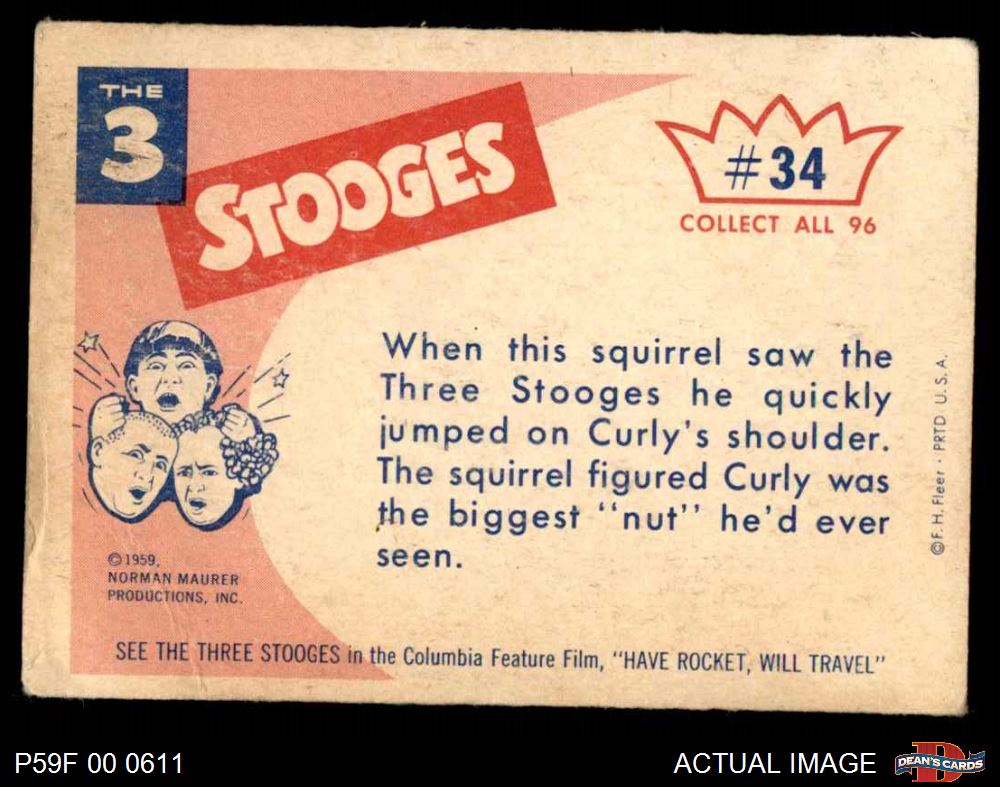 THE
3
STOOGES
#34
COLLECT ALL 96
When this squirrel saw the
Three Stooges he quickly
jumped on Curly's shoulder.
The squirrel figured Curly was
the biggest "nut" he'd ever
seen.
© F. H. Fleer · PRTD U.S.A.
© 1959,
NORMAN MAURER
PRODUCTIONS, INC.
SEE THE THREE STOOGES in the Columbia Feature Film, "HAVE ROCKET, WILL TRAVEL"
P59F 00 0611
ACTUAL IMAGE
DEAN'S CARDS